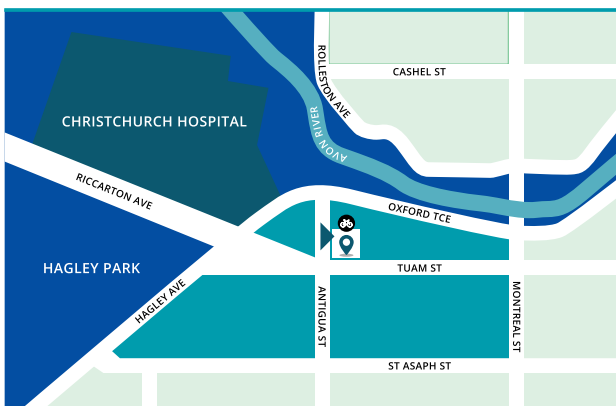 CASHEL ST
ROLLESTON AVE
CHRISTCHURCH HOSPITAL
AVON RIVER
RICCARTON AVE
OXFORD TCE
HAGLEY PARK
TUAM ST
HAGLEY AVE
ANTIGUA ST
MONTREAL ST
ST ASAPH ST